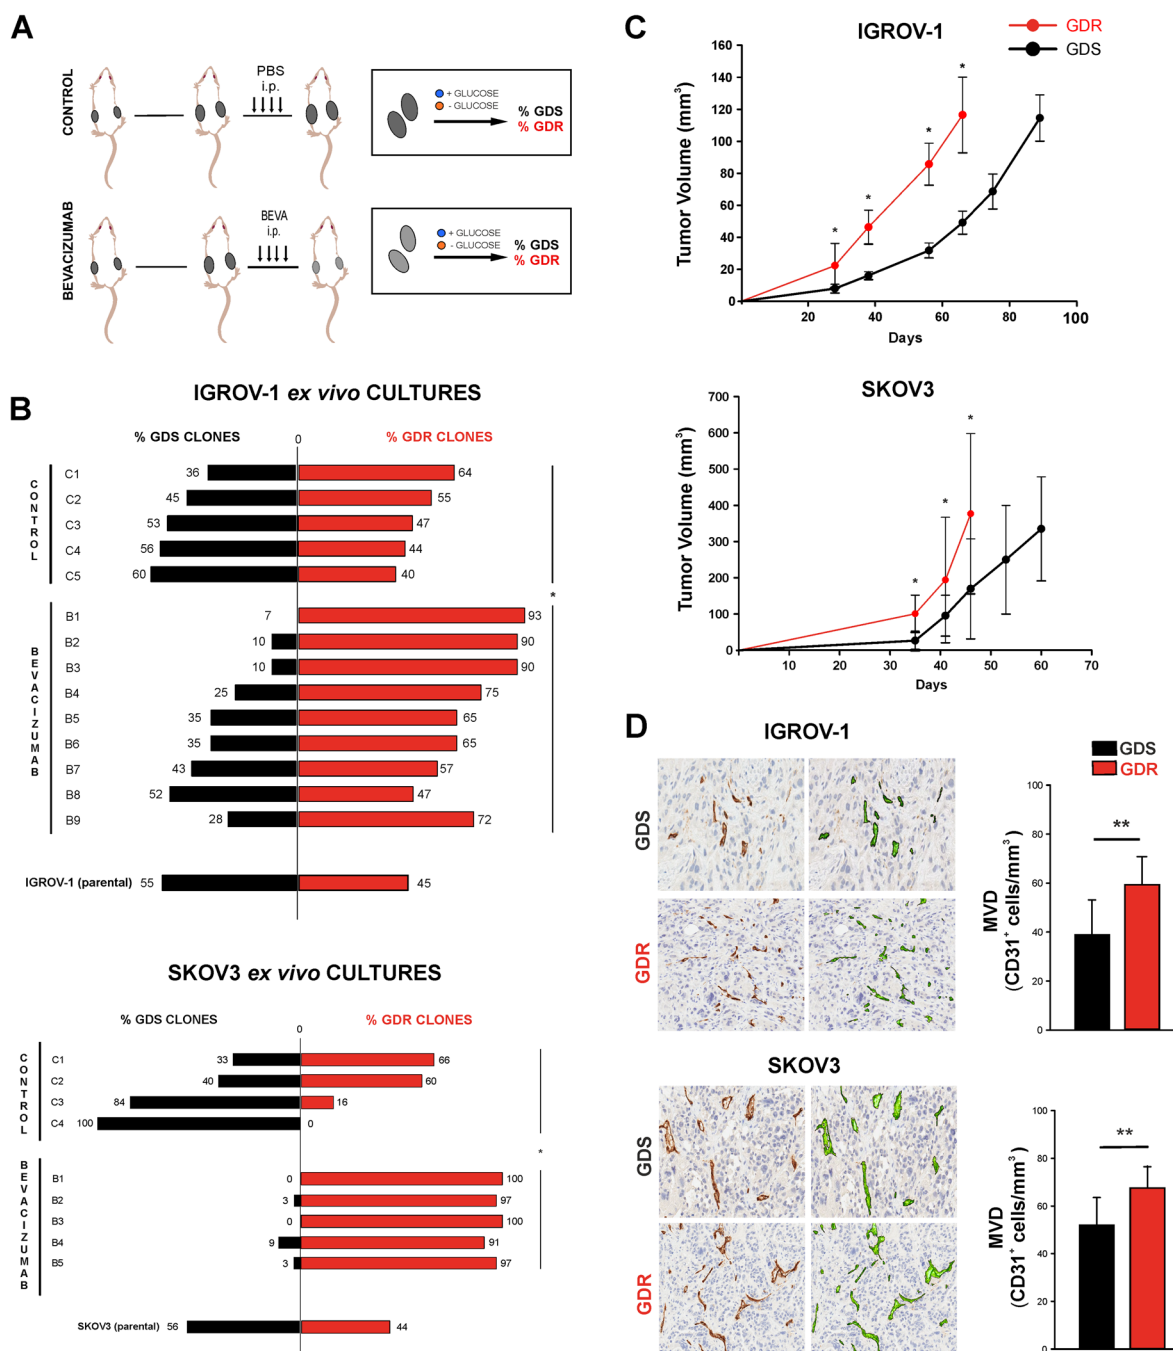 A
CONTROL
PBS
i.p.
+ GLUCOSE
- GLUCOSE
% GDS
% GDR
BEVACIZUMAB
BEVA
i.p.
+ GLUCOSE
- GLUCOSE
% GDS
% GDR
B
IGROV-1 ex vivo CULTURES
% GDS CLONES
0
% GDR CLONES
CONTROL
C1 36 64
C2 45 55
C3 53 47
C4 56 44
C5 60 40
*
BEVACIZUMAB
B1 7 93
B2 10 90
B3 10 90
B4 25 75
B5 35 65
B6 35 65
B7 43 57
B8 52 47
B9 28 72
IGROV-1 (parental) 55 45
SKOV3 ex vivo CULTURES
% GDS CLONES
% GDR CLONES
0
CONTROL
C1 33 66
C2 40 60
C3 84 16
C4 100 0
*
BEVACIZUMAB
B1 0 100
B2 3 97
B3 0 100
B4 9 91
B5 3 97
SKOV3 (parental) 56 44
C
IGROV-1
GDR
GDS
Tumor Volume (mm³)
160
140
120
100
80
60
40
20
0
* * * *
20 40 60 80 100
Days
SKOV3
Tumor Volume (mm³)
700
600
500
400
300
200
100
0
* * *
10 20 30 40 50 60 70
Days
D
IGROV-1
GDS
GDR
GDS
GDR
MVD
(CD31⁺ cells/mm³)
100
80
60
40
20
0
**
SKOV3
GDS
GDR
MVD
(CD31⁺ cells/mm³)
100
80
60
40
20
0
**